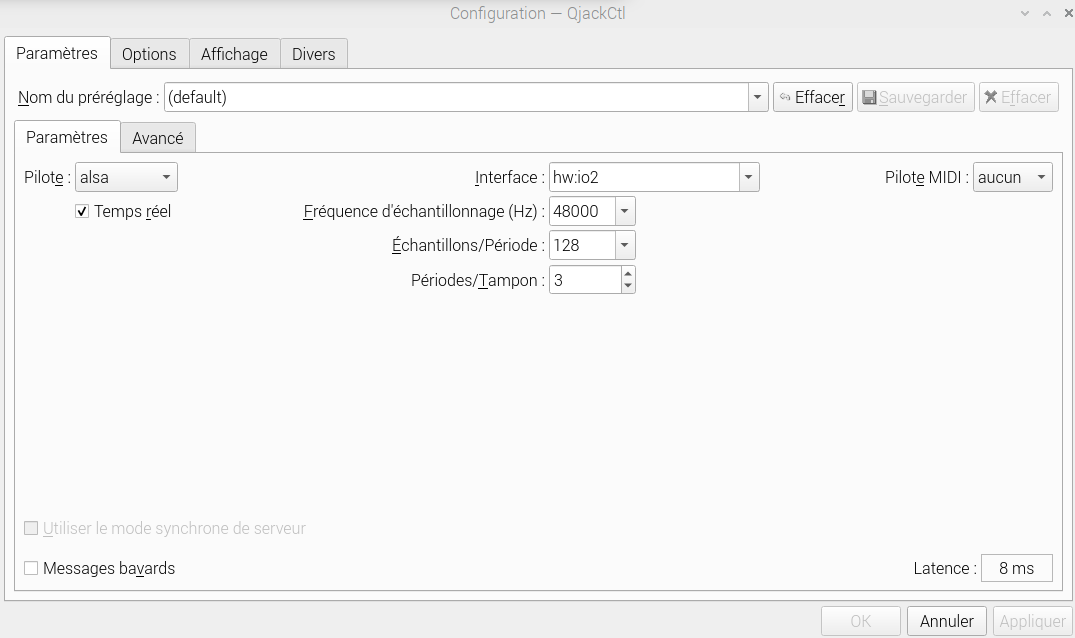 Configuration — QjackCtl
Paramètres Options Affichage Divers
Nom du préréglage : (default) Effacer Sauvegarder Effacer
Paramètres Avancé
Pilote : alsa Interface : hw:io2 Pilote MIDI : aucun
Temps réel Fréquence d'échantillonnage (Hz) : 48000
Échantillons/Période : 128
Périodes/Tampon : 3
Utiliser le mode synchrone de serveur
Messages bavards Latence : 8 ms
OK Annuler Appliquer